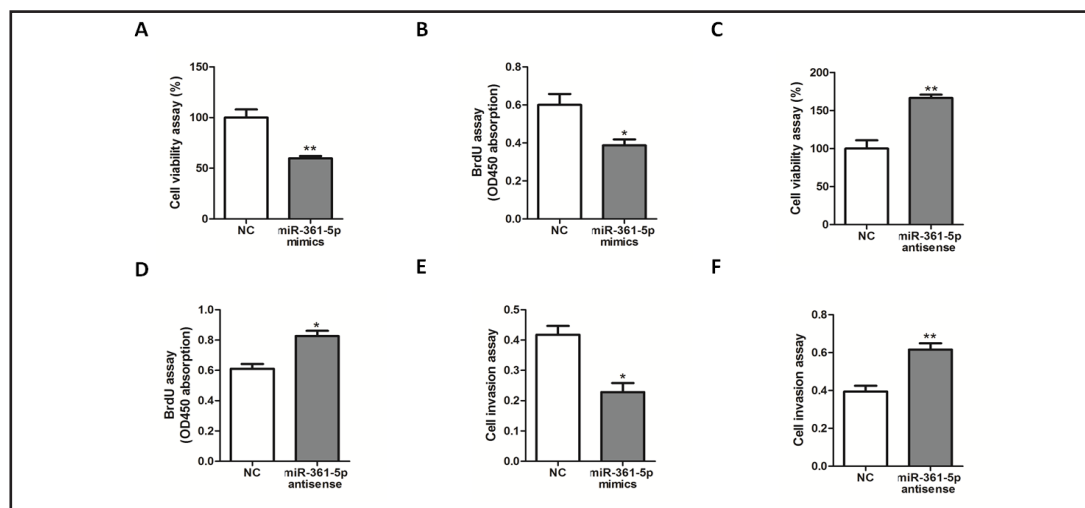 A
Cell viability assay (%)
150
100
50
0
**
NC
miR-361-5p
mimics
B
BrdU assay
(OD450 absorption)
0.8
0.6
0.4
0.2
0.0
*
NC
miR-361-5p
mimics
C
Cell viability assay (%)
200
150
100
50
0
**
NC
miR-361-5p
antisense
D
BrdU assay
(OD450 absorption)
1.0
0.8
0.6
0.4
0.2
0.0
*
NC
miR-361-5p
antisense
E
Cell invasion assay
0.5
0.4
0.3
0.2
0.1
0.0
*
NC
miR-361-5p
mimics
F
Cell invasion assay
0.8
0.6
0.4
0.2
0.0
**
NC
miR-361-5p
antisense